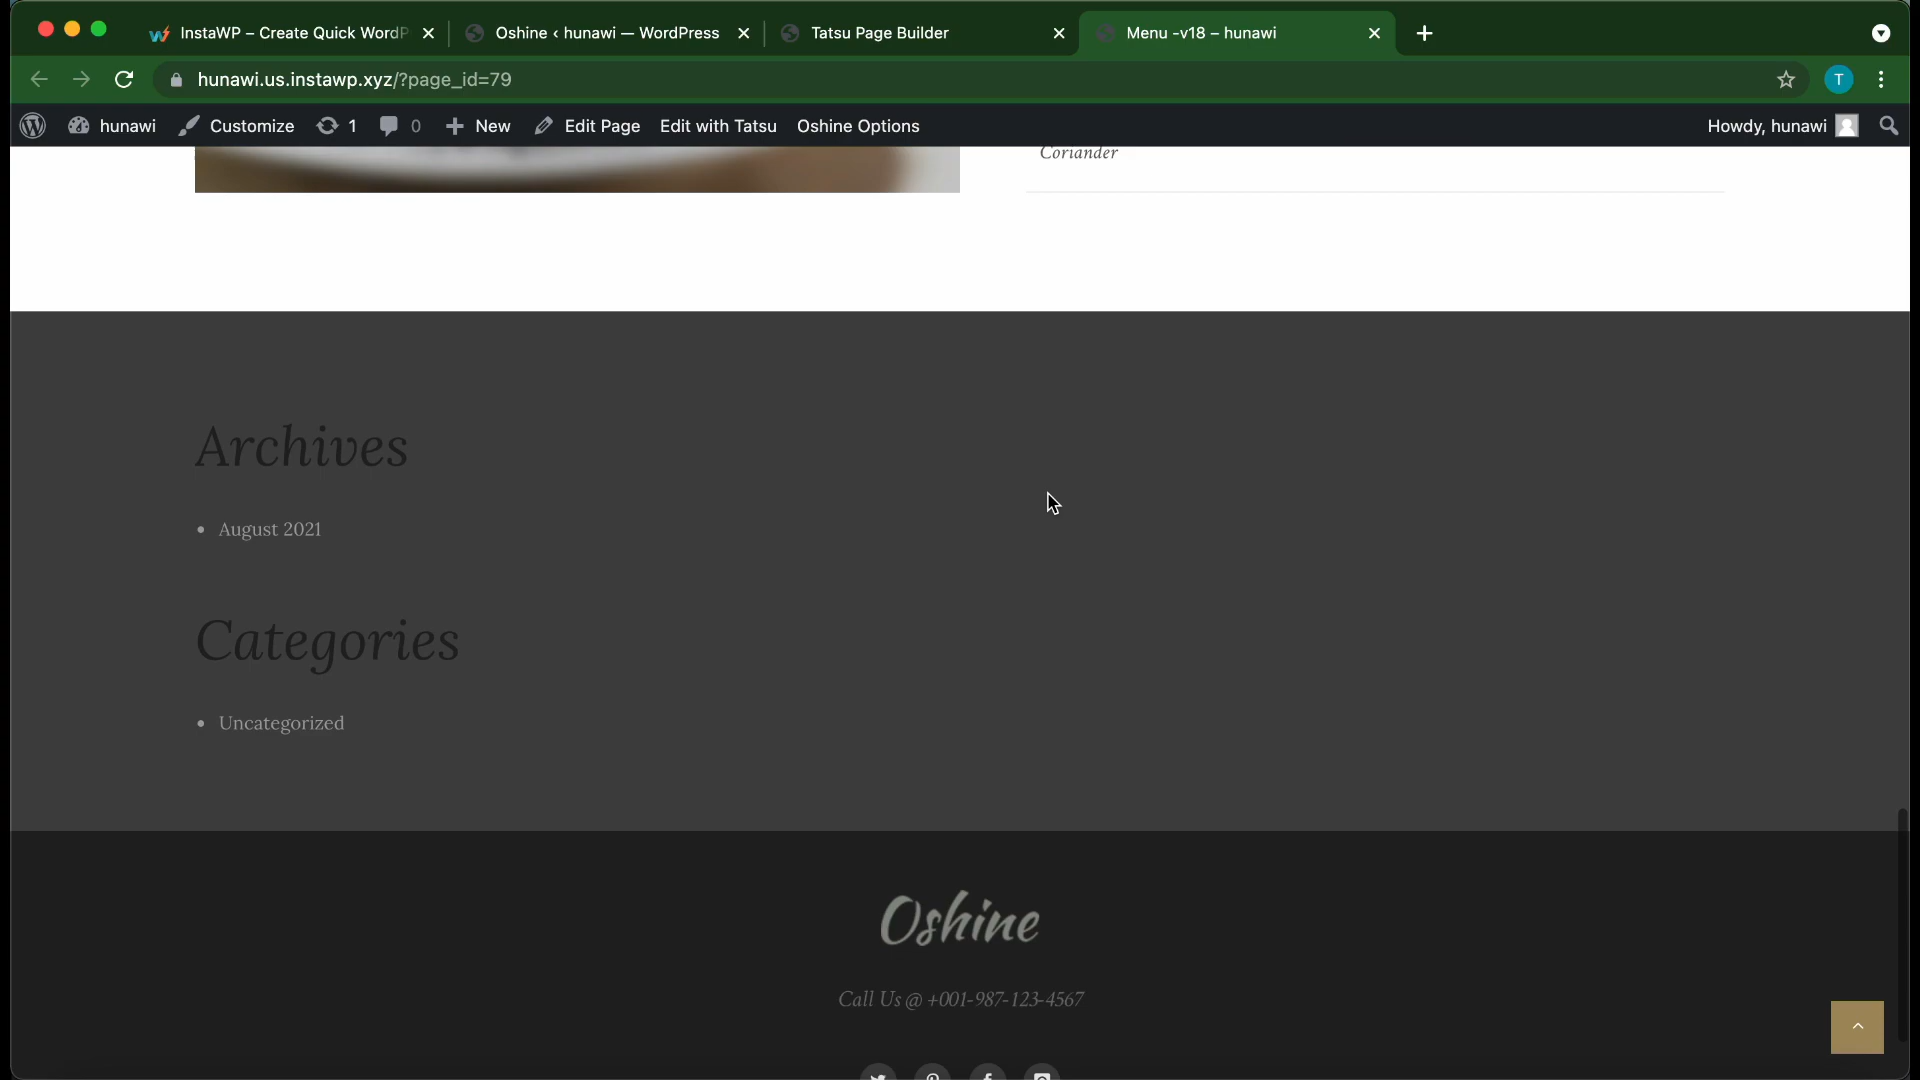 InstaWP – Create Quick WordP
Oshine ‹ hunawi — WordPress
Tatsu Page Builder
Menu -v18 – hunawi
hunawi.us.instawp.xyz/?page_id=79
T
hunawi
Customize
1
0
New
Edit Page
Edit with Tatsu
Oshine Options
Howdy, hunawi
Coriander
Archives
August 2021
Categories
Uncategorized
Oshine
Call Us @ +001-987-123-4567